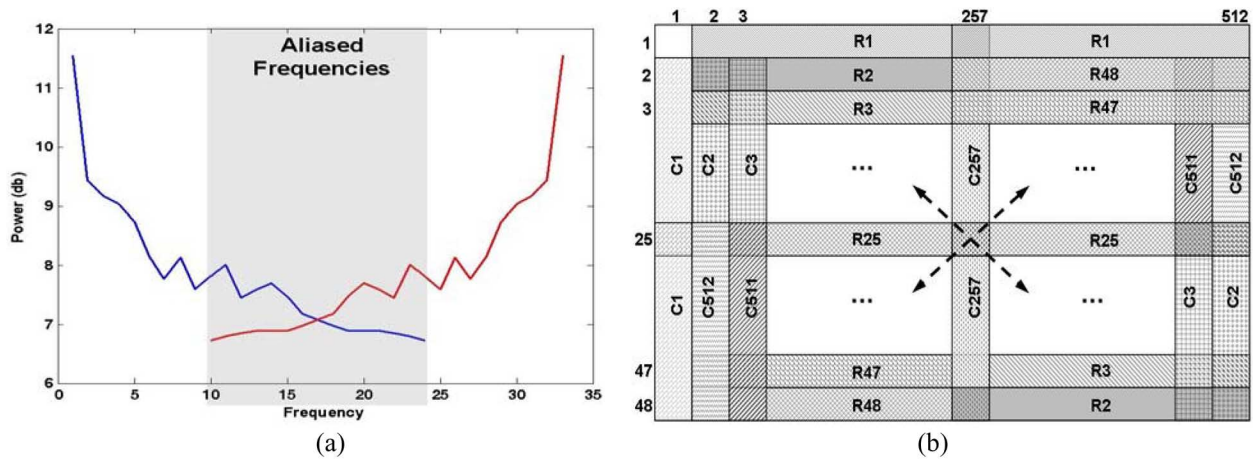 12
11
10
9
8
7
6
Power (db)
Aliased
Frequencies
0 5 10 15 20 25 30 35
Frequency
(a)
1 2 3 257 512
1 R1 R1
2 R2 R48
3 R3 R47
C1 C2 C3 ... C257 ... C511 C512
25 R25 R25
C1 C512 C511 ... C257 ... C3 C2
47 R47 R3
48 R48 R2
(b)